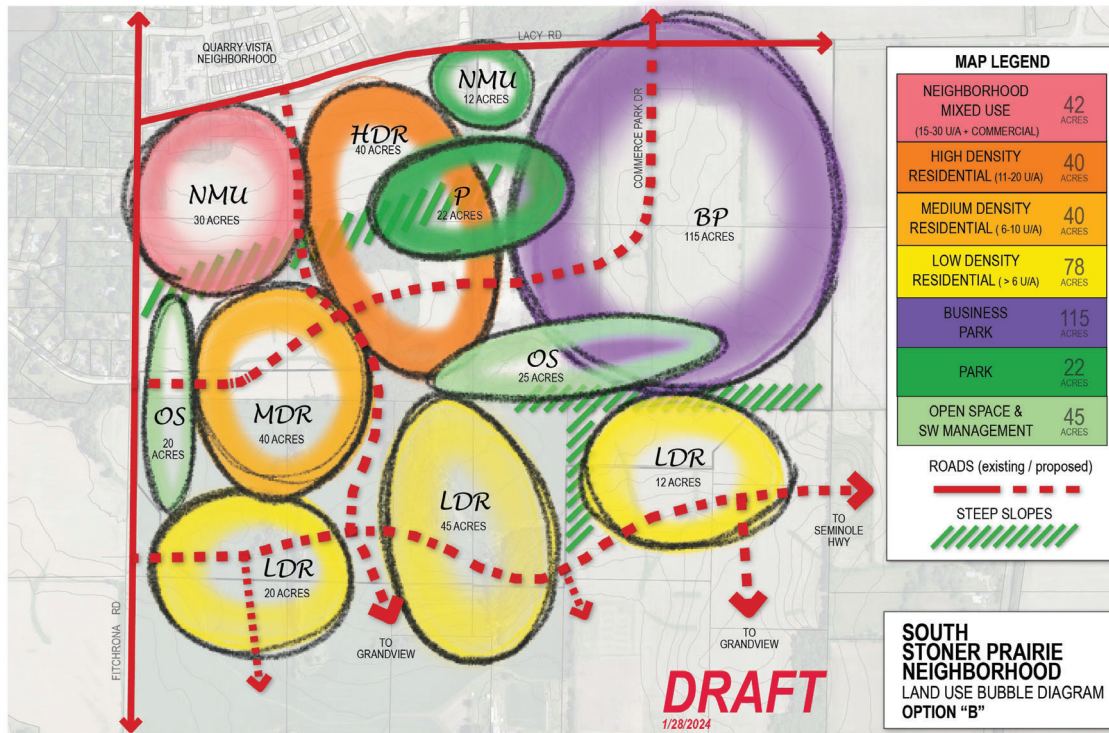 LACY RD
QUARRY VISTA
NEIGHBORHOOD
NMU
12 ACRES
HDR
40 ACRES
COMMERCE PARK DR
NMU
30 ACRES
P
22 ACRES
BP
115 ACRES
OS
25 ACRES
OS
20
ACRES
MDR
40 ACRES
LDR
45 ACRES
LDR
12 ACRES
TO
SEMINOLE
HWY
LDR
20 ACRES
FITCHRONA RD
TO
GRANDVIEW
TO
GRANDVIEW
DRAFT
1/28/2024
MAP LEGEND
NEIGHBORHOOD
MIXED USE
(15-30 U/A + COMMERCIAL)
42
ACRES
HIGH DENSITY
RESIDENTIAL (11-20 U/A)
40
ACRES
MEDIUM DENSITY
RESIDENTIAL ( 6-10 U/A)
40
ACRES
LOW DENSITY
RESIDENTIAL ( > 6 U/A)
78
ACRES
BUSINESS
PARK
115
ACRES
PARK
22
ACRES
OPEN SPACE &
SW MANAGEMENT
45
ACRES
ROADS (existing / proposed)
STEEP SLOPES
SOUTH
STONER PRAIRIE
NEIGHBORHOOD
LAND USE BUBBLE DIAGRAM
OPTION “B”